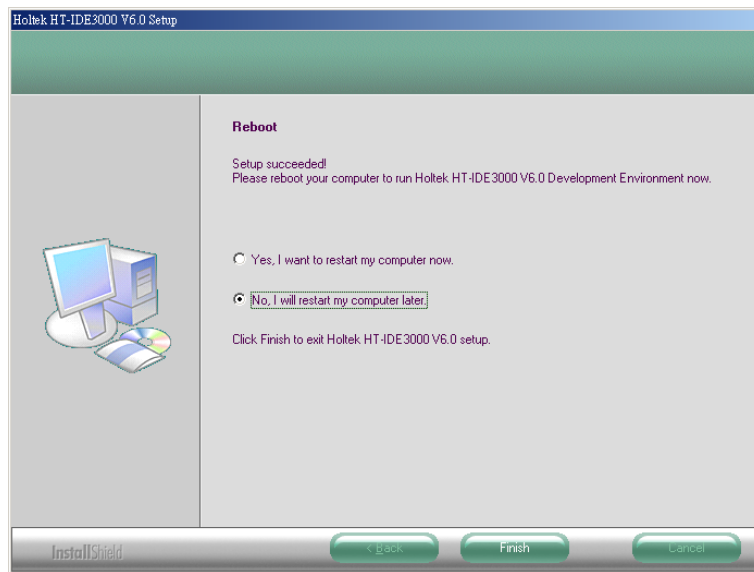 Holtek HT-IDE3000 V6.0 Setup
Reboot
Setup succeeded!
Please reboot your computer to run Holtek HT-IDE3000 V6.0 Development Environment now.
Yes, I want to restart my computer now.
No, I will restart my computer later.
Click Finish to exit Holtek HT-IDE3000 V6.0 setup.
InstallShield
< Back
Finish
Cancel